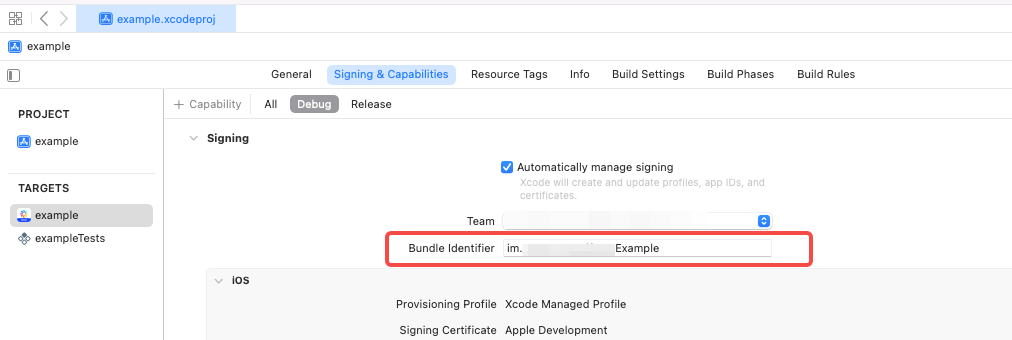 example.xcodeproj
example
General Signing & Capabilities Resource Tags Info Build Settings Build Phases Build Rules
PROJECT
example
TARGETS
example
exampleTests
+ Capability All Debug Release
Signing
Automatically manage signing
Xcode will create and update profiles, app IDs, and
certificates.
Team
Bundle Identifier im. Example
iOS
Provisioning Profile Xcode Managed Profile
Signing Certificate Apple Development